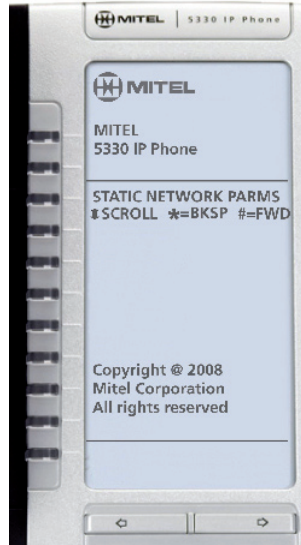 MITEL | 5330 IP Phone
MITEL
MITEL
5330 IP Phone
STATIC NETWORK PARMS
⇕SCROLL *=BKSP #=FWD
Copyright @ 2008
Mitel Corporation
All rights reserved